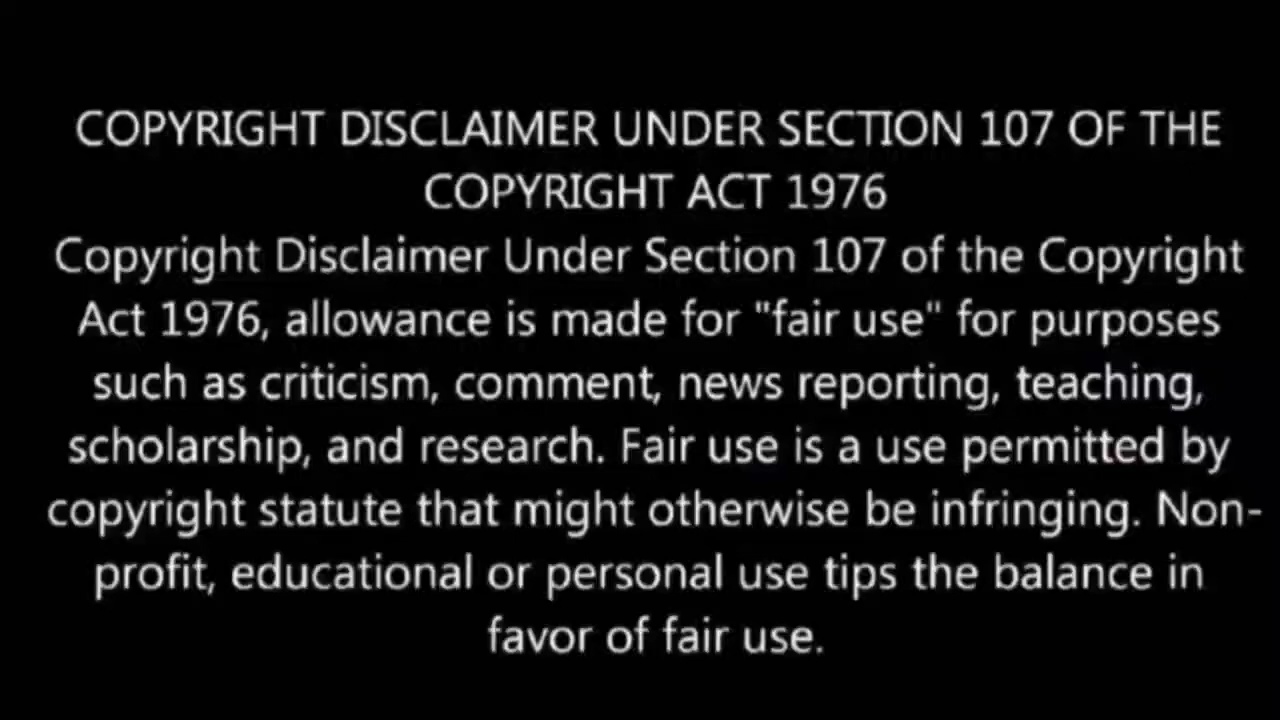 COPYRIGHT DISCLAIMER UNDER SECTION 107 OF THE
COPYRIGHT ACT 1976
Copyright Disclaimer Under Section 107 of the Copyright
Act 1976, allowance is made for "fair use" for purposes
such as criticism, comment, news reporting, teaching,
scholarship, and research. Fair use is a use permitted by
copyright statute that might otherwise be infringing. Non-
profit, educational or personal use tips the balance in
favor of fair use.